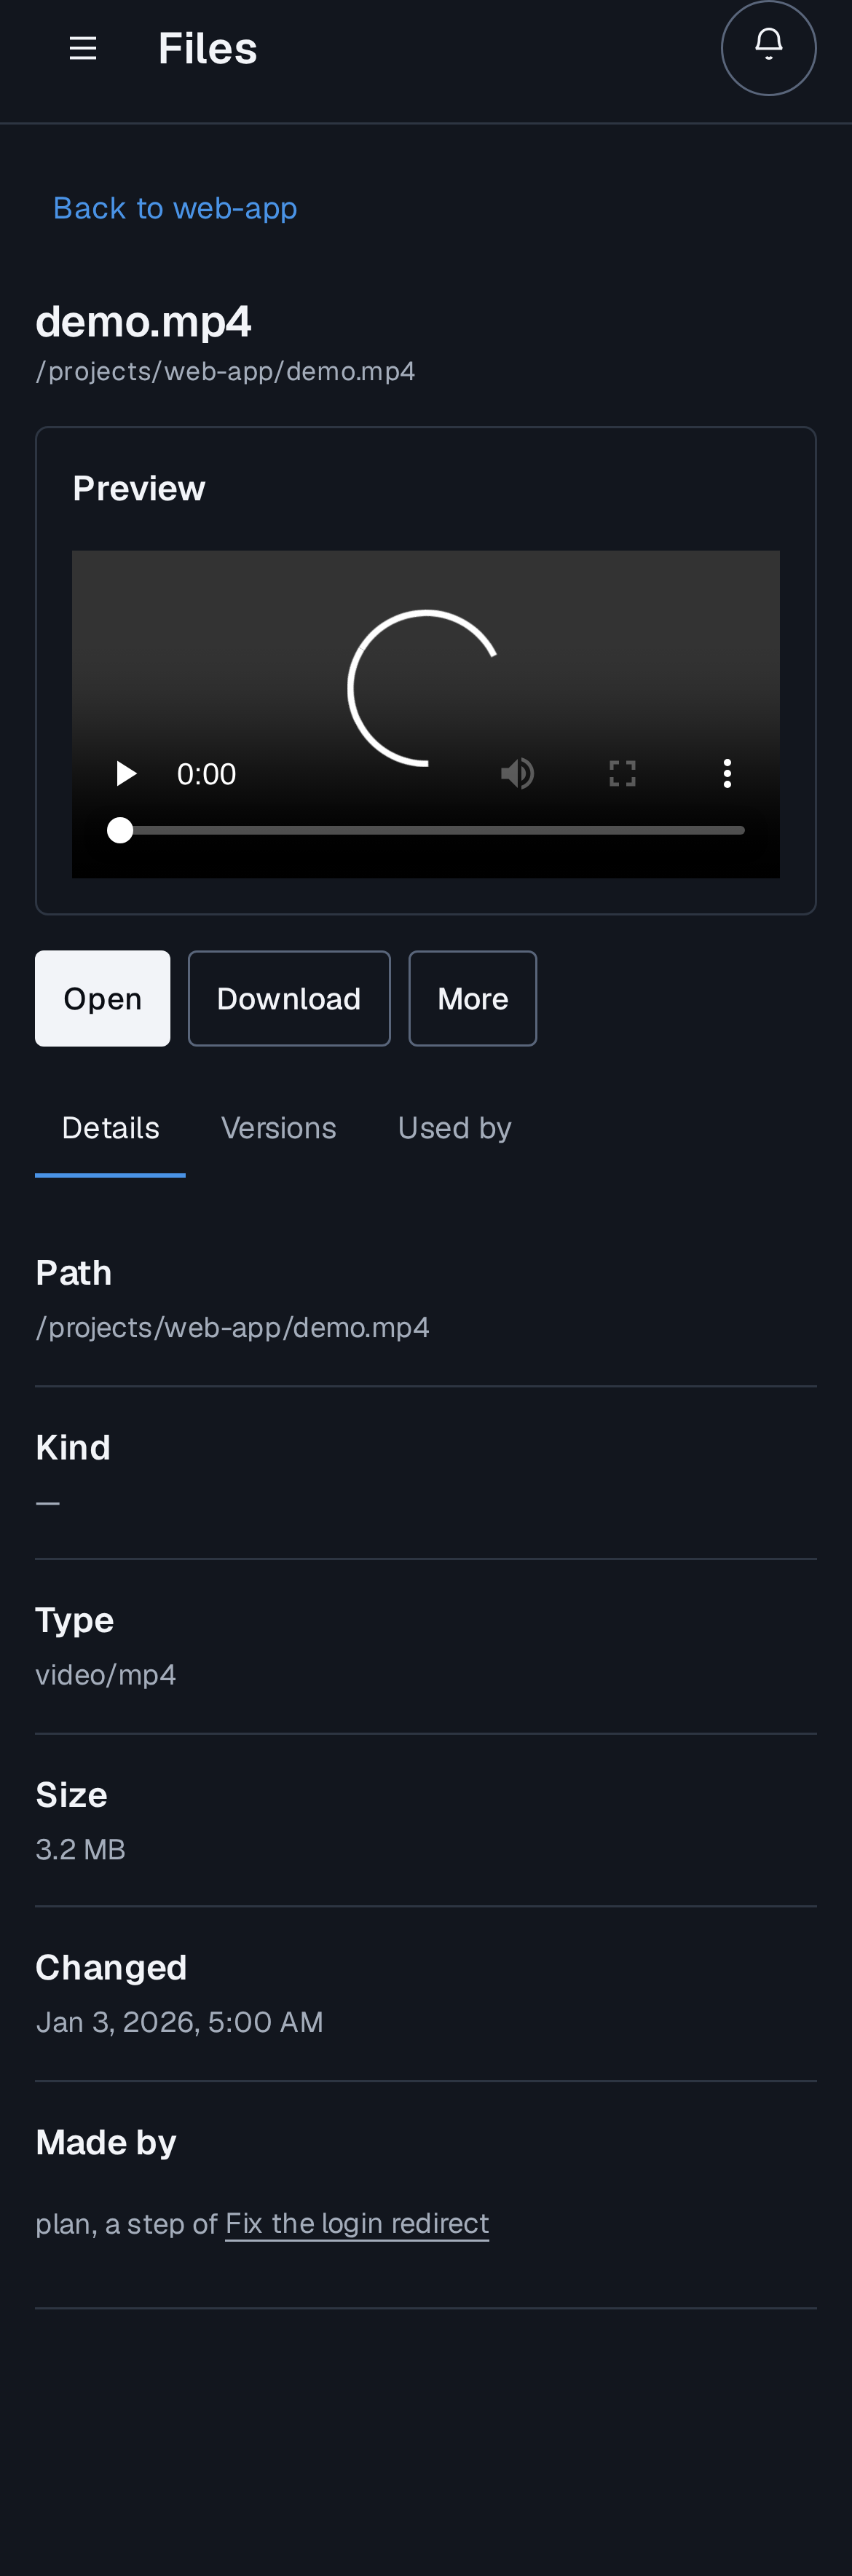 Files
Back to web-app
demo.mp4
/projects/web-app/demo.mp4
Preview
0:00
Open Download More
Details Versions Used by
Path
/projects/web-app/demo.mp4
Kind
—
Type
video/mp4
Size
3.2 MB
Changed
Jan 3, 2026, 5:00 AM
Made by
plan, a step of Fix the login redirect